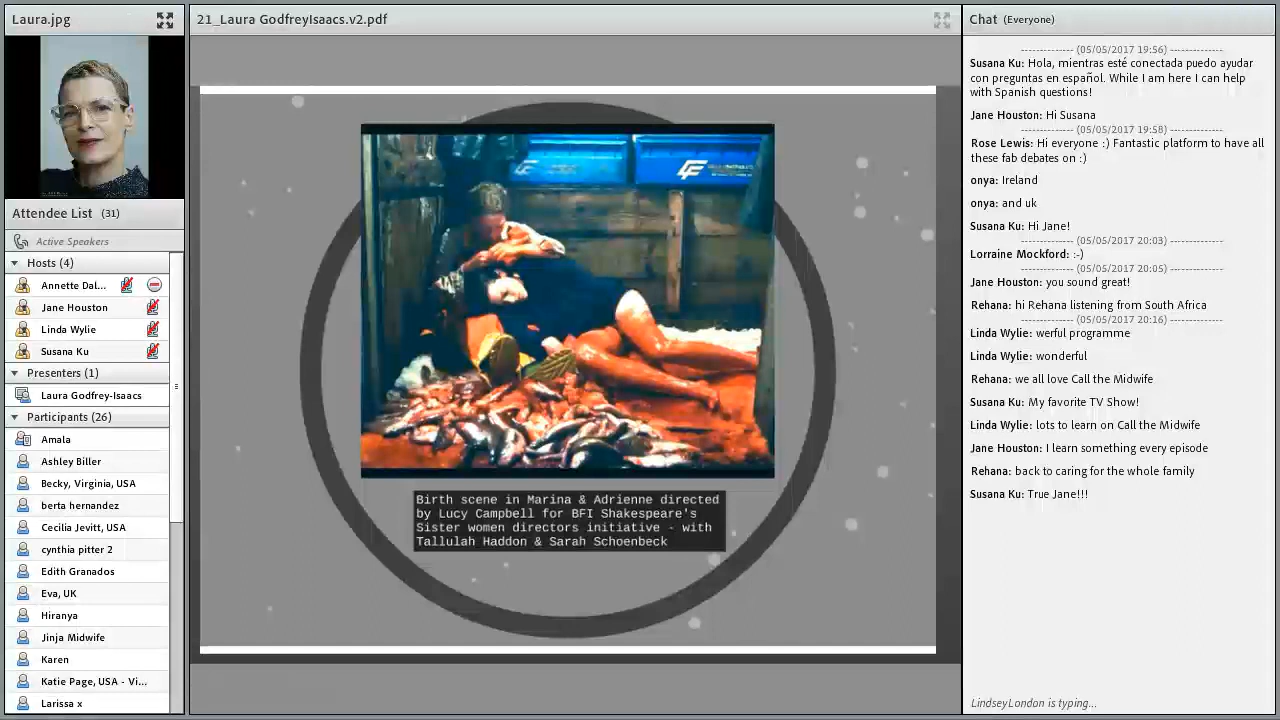 Laura.jpg
Attendee List (31)
Active Speakers
Hosts (4)
Annette Dal...
Jane Houston
Linda Wylie
Susana Ku
Presenters (1)
Laura Godfrey-Isaacs
Participants (26)
Amala
Ashley Biller
Becky, Virginia, USA
berta hernandez
Cecilia Jevitt, USA
cynthia pitter 2
Edith Granados
Eva, UK
Hiranya
Jinja Midwife
Karen
Katie Page, USA - Vi...
Larissa x
21_Laura GodfreyIsaacs.v2.pdf
Birth scene in Marina & Adrienne directed
by Lucy Campbell for BFI Shakespeare's
Sister women directors initiative - with
Tallulah Haddon & Sarah Schoenbeck
Chat (Everyone)
-------------- (05/05/2017 19:56) --------------
Susana Ku: Hola, mientras esté conectada puedo ayudar
con preguntas en español. While I am here I can help
with Spanish questions!
Jane Houston: Hi Susana
-------------- (05/05/2017 19:58) --------------
Rose Lewis: Hi everyone :) Fantastic platform to have all
these fab debates on :)
onya: Ireland
onya: and uk
Susana Ku: Hi Jane!
-------------- (05/05/2017 20:03) --------------
Lorraine Mockford: :-)
-------------- (05/05/2017 20:05) --------------
Jane Houston: you sound great!
Rehana: hi Rehana listening from South Africa
-------------- (05/05/2017 20:16) --------------
Linda Wylie: werful programme
Linda Wylie: wonderful
Rehana: we all love Call the Midwife
Susana Ku: My favorite TV Show!
Linda Wylie: lots to learn on Call the Midwife
Jane Houston: I learn something every episode
Rehana: back to caring for the whole family
Susana Ku: True Jane!!!
LindseyLondon is typing...